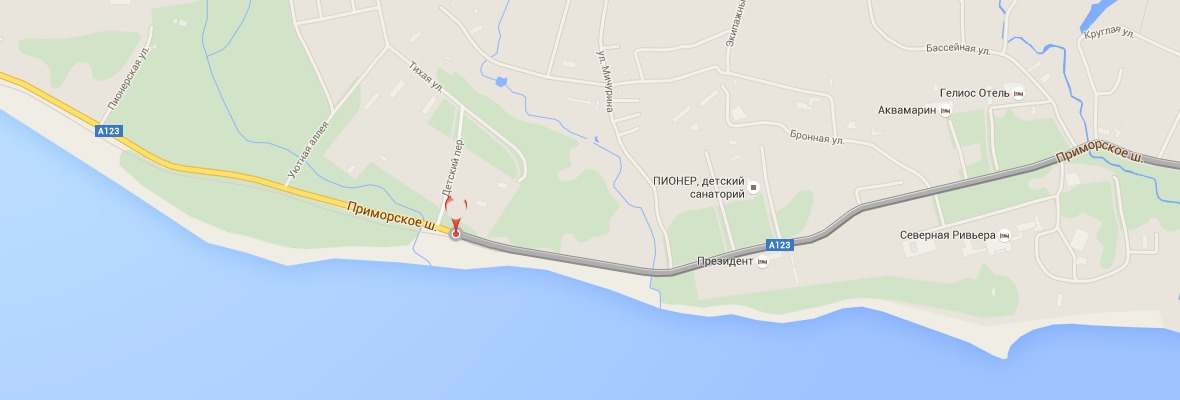 Экипажны
Круглая ул.
Бассейная ул.
Пионерская ул.
Тихая ул.
ул. Мичурина
Гелиос Отель
Аквамарин
A123
Уютная аллея
Бронная ул.
Приморское ш.
Детский пер.
ПИОНЕР, детский
санаторий
Приморское ш.
A123
Северная Ривьера
Президент